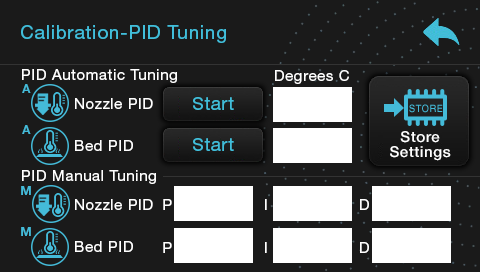 Calibration-PID Tuning
PID Automatic Tuning Degrees C
A Nozzle PID Start
A Bed PID Start
STORE
Store
Settings
PID Manual Tuning
M Nozzle PID P I D
M Bed PID P I D